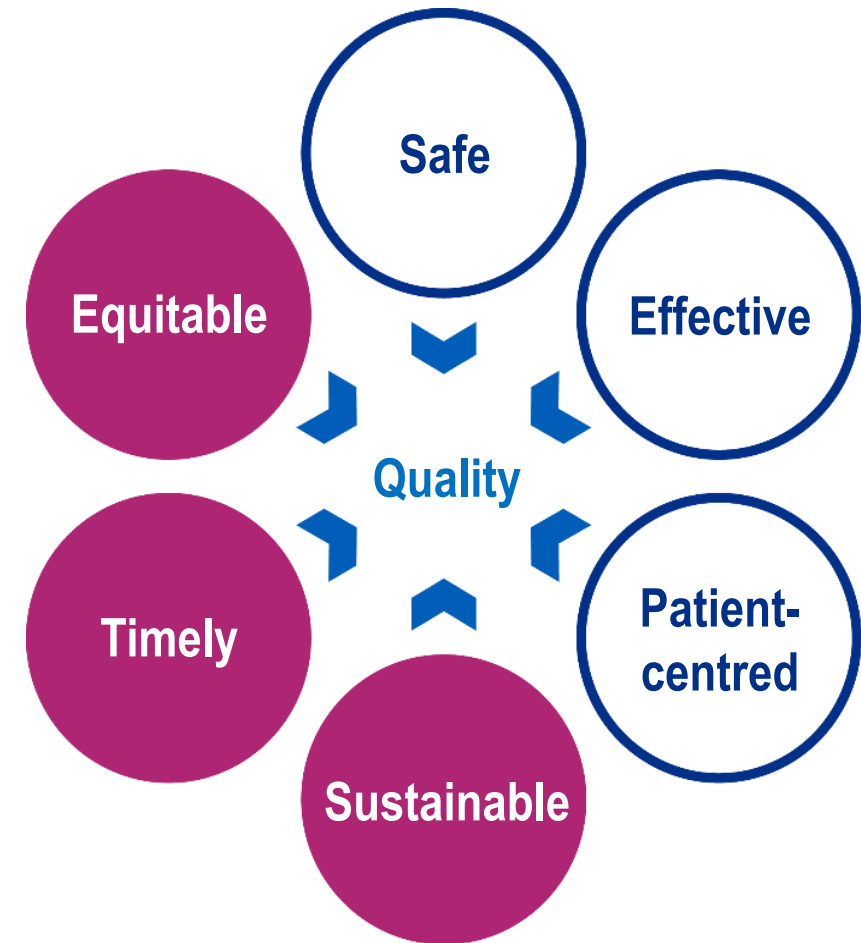 Safe
Equitable
Effective
Quality
Timely
Patient-
centred
Sustainable